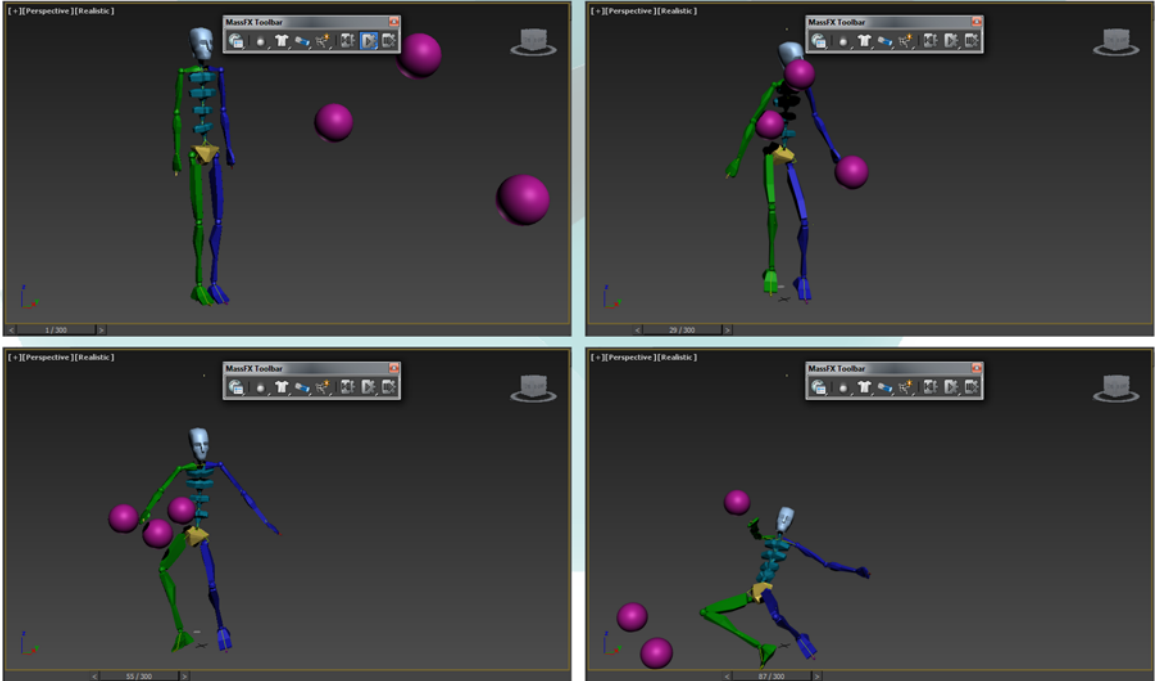 [+][Perspective][Realistic]
MassFX Toolbar
< 1 / 300 >
[+][Perspective][Realistic]
MassFX Toolbar
< 29 / 300 >
[+][Perspective][Realistic]
MassFX Toolbar
< 55 / 300 >
[+][Perspective][Realistic]
MassFX Toolbar
< 87 / 300 >